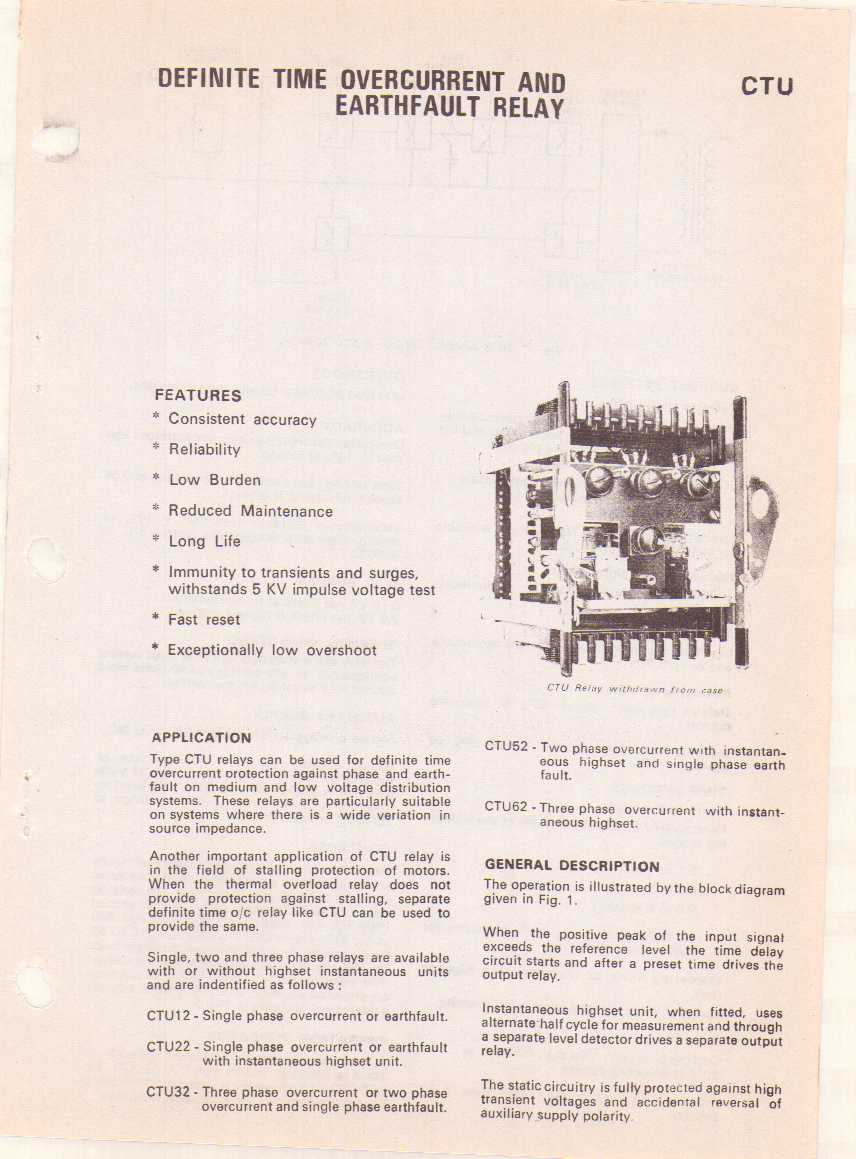 DEFINITE TIME OVERCURRENT AND
EARTHFAULT RELAY
CTU
FEATURES
* Consistent accuracy
* Reliability
* Low Burden
* Reduced Maintenance
* Long Life
* Immunity to transients and surges,
withstands 5 KV impulse voltage test
* Fast reset
* Exceptionally low overshoot
CTU Relay withdrawn from case
APPLICATION
Type CTU relays can be used for definite time
overcurrent orotection against phase and earth-
fault on medium and low voltage distribution
systems. These relays are particularly suitable
on systems where there is a wide veriation in
source impedance.
Another important application of CTU relay is
in the field of stalling protection of motors.
When the thermal overload relay does not
provide protection against stalling, separate
definite time o/c relay like CTU can be used to
provide the same.
Single, two and three phase relays are available
with or without highset instantaneous units
and are indentified as follows :
CTU12 - Single phase overcurrent or earthfault.
CTU22 - Single phase overcurrent or earthfault
with instantaneous highset unit.
CTU32 - Three phase overcurrent or two phase
overcurrent and single phase earthfault.
CTU52 - Two phase overcurrent with instantan-
eous highset and single phase earth
fault.
CTU62 - Three phase overcurrent with instant-
aneous highset.
GENERAL DESCRIPTION
The operation is illustrated by the block diagram
given in Fig. 1.
When the positive peak of the input signal
exceeds the reference level the time delay
circuit starts and after a preset time drives the
output relay.
Instantaneous highset unit, when fitted, uses
alternate half cycle for measurement and through
a separate level detector drives a separate output
relay.
The static circuitry is fully protected against high
transient voltages and accidental reversal of
auxiliary supply polarity.